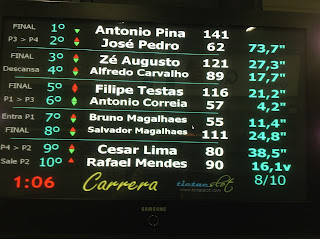 FINAL 1º Antonio Pina 141
P3 > P4 2º José Pedro 62 73,7"
FINAL 3º Zé Augusto 121 27,3"
Descansa 4º Alfredo Carvalho 89 17,7"
FINAL 5º Filipe Testas 116 21,2"
P1 > P3 6º Antonio Correia 57 4,2"
Entra P1 7º Bruno Magalhaes 55 11,4"
FINAL 8º Salvador Magalhaes 111 24,8"
P4 > P2 9º Cesar Lima 80 38,5"
Sale P2 10º Rafael Mendes 90 16,1v
1:06 Carrera tintaeslot 8/10
SAMSUNG